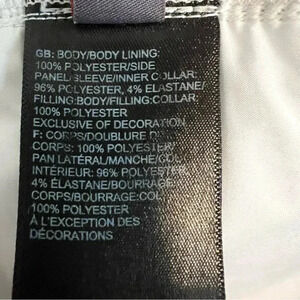 GB: BODY/BODY LINING:
100% POLYESTER/SIDE
PANEL/SLEEVE/INNER COLLAR:
96% POLYESTER, 4% ELASTANE/
FILLING:BODY/FILLING:COLLAR:
100% POLYESTER
EXCLUSIVE OF DECORATION
F: CORPS/DOUBLURE
CORPS: 100% POLYESTER/
PAN LATÉRAL/MANCHE/COL
INTÉRIEUR: 96% POLYESTER,
4% ÉLASTANE/BOURRAGE:
CORPS/BOURRAGE:COL
100% POLYESTER
À L'EXCEPTION DES
DÉCORATIONS